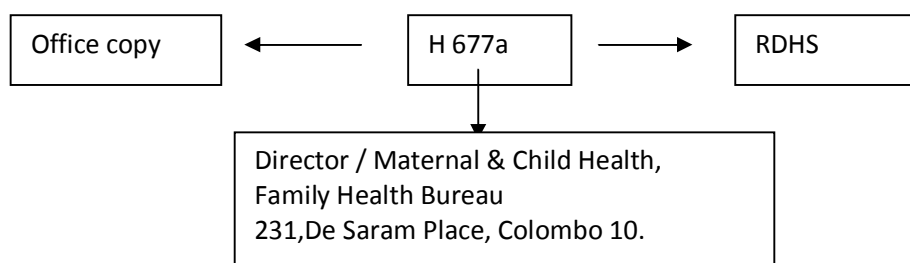 Office copy
H 677a
RDHS
Director / Maternal & Child Health,
Family Health Bureau
231,De Saram Place, Colombo 10.